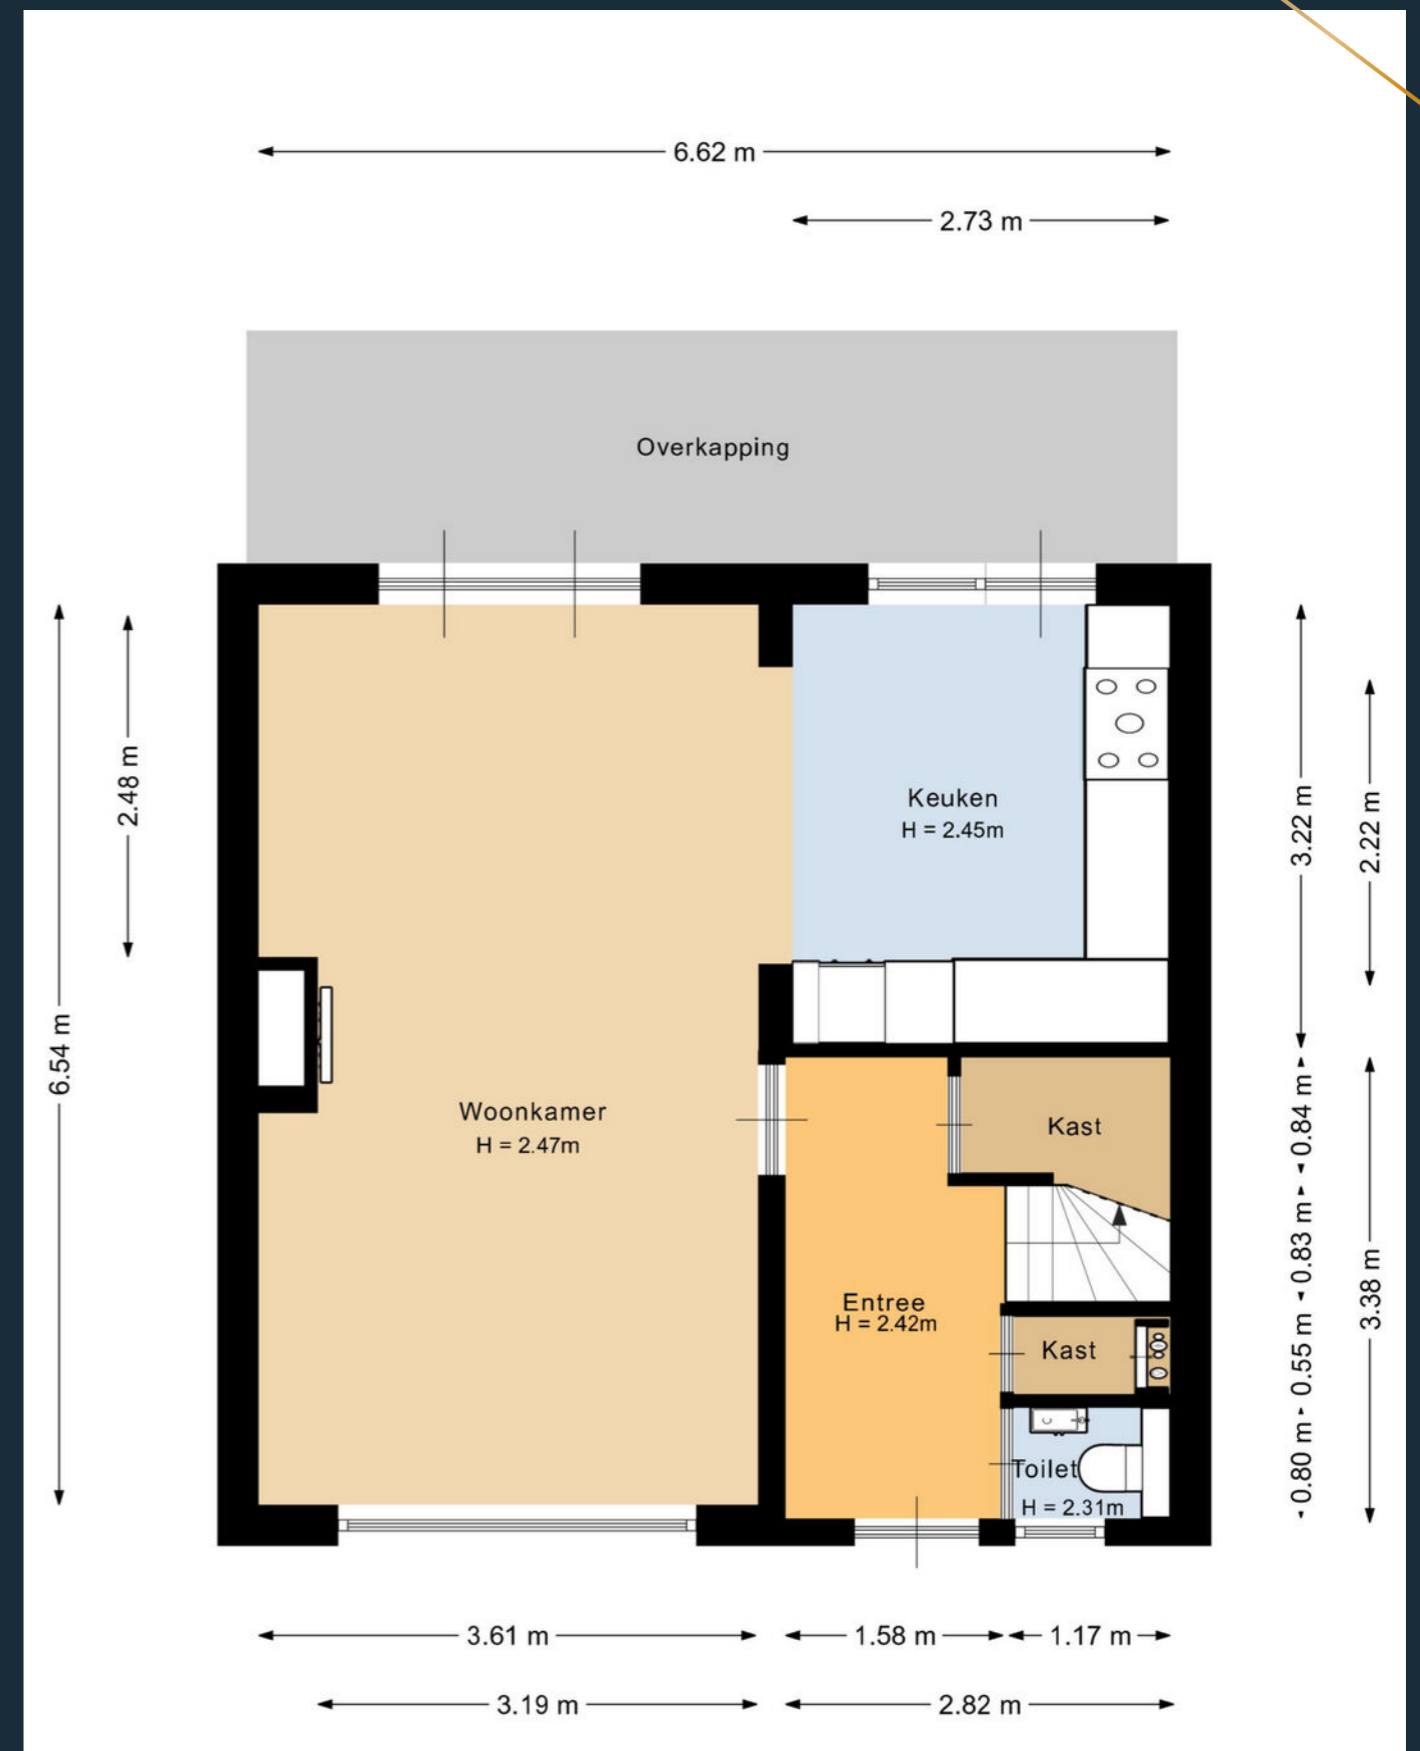 6.62 m
2.73 m
Overkapping
2.48 m
6.54 m
Keuken
H = 2.45m
3.22 m
2.22 m
Woonkamer
H = 2.47m
Kast
0.84 m
0.83 m
Entree
H = 2.42m
Kast
0.55 m
3.38 m
Toilet
H = 2.31m
0.80 m
3.61 m
1.58 m
1.17 m
3.19 m
2.82 m